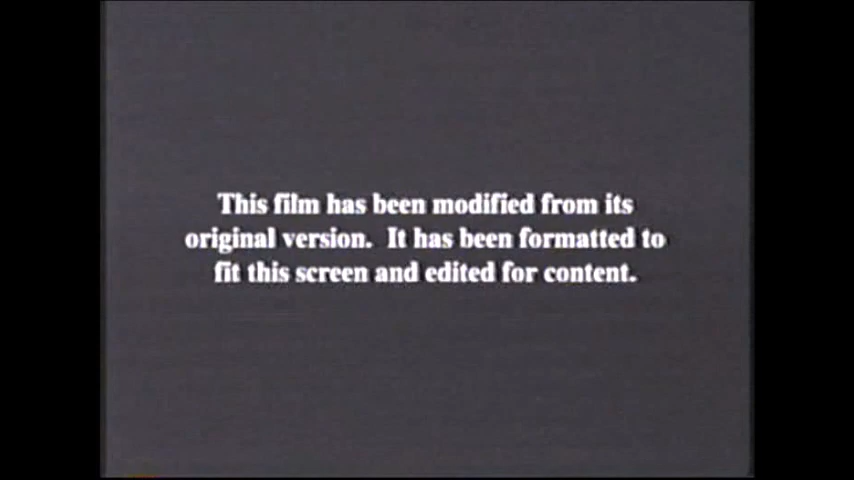 This film has been modified from its
original version.  It has been formatted to
fit this screen and edited for content.